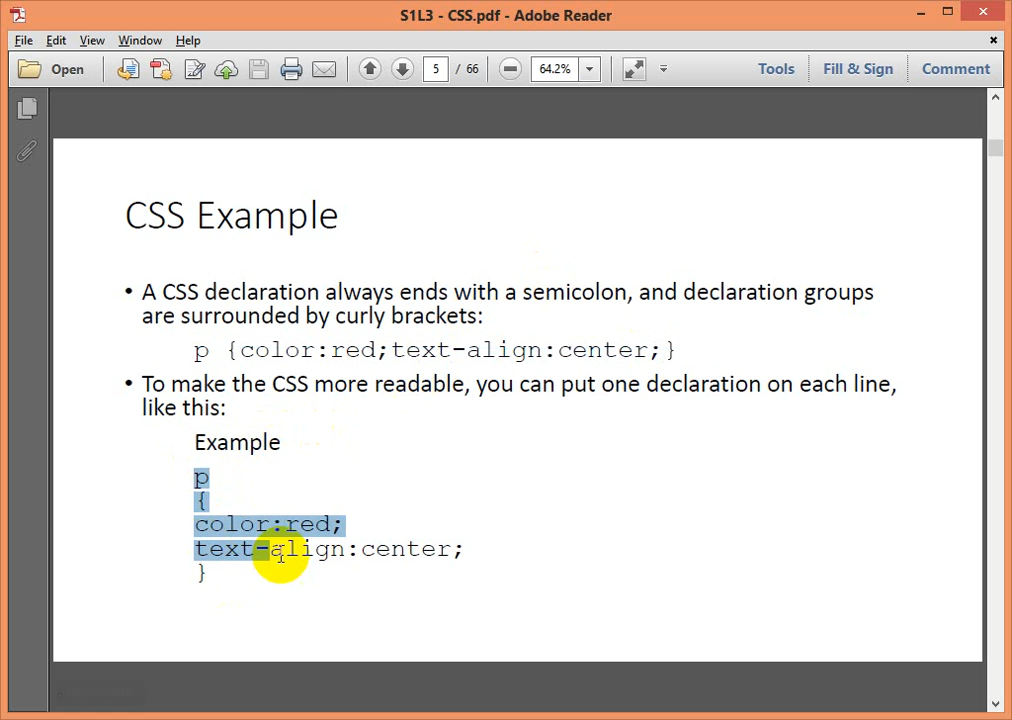 S1L3 - CSS.pdf - Adobe Reader
File Edit View Window Help
Open 5 / 66 64.2% Tools Fill & Sign Comment
CSS Example
• A CSS declaration always ends with a semicolon, and declaration groups
are surrounded by curly brackets:
p {color:red;text-align:center;}
• To make the CSS more readable, you can put one declaration on each line,
like this:
Example
p
{
color:red;
text-align:center;
}